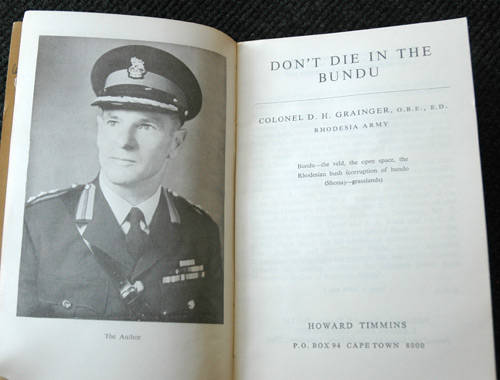 The Author
DON'T DIE IN THE
BUNDU
COLONEL D. H. GRAINGER, O.B.E., E.D.
RHODESIA ARMY
Bundu—the veld, the open space, the
Rhodesian bush (corruption of bundo
(Shona)—grasslands)
HOWARD TIMMINS
P.O. BOX 94 CAPE TOWN 8000